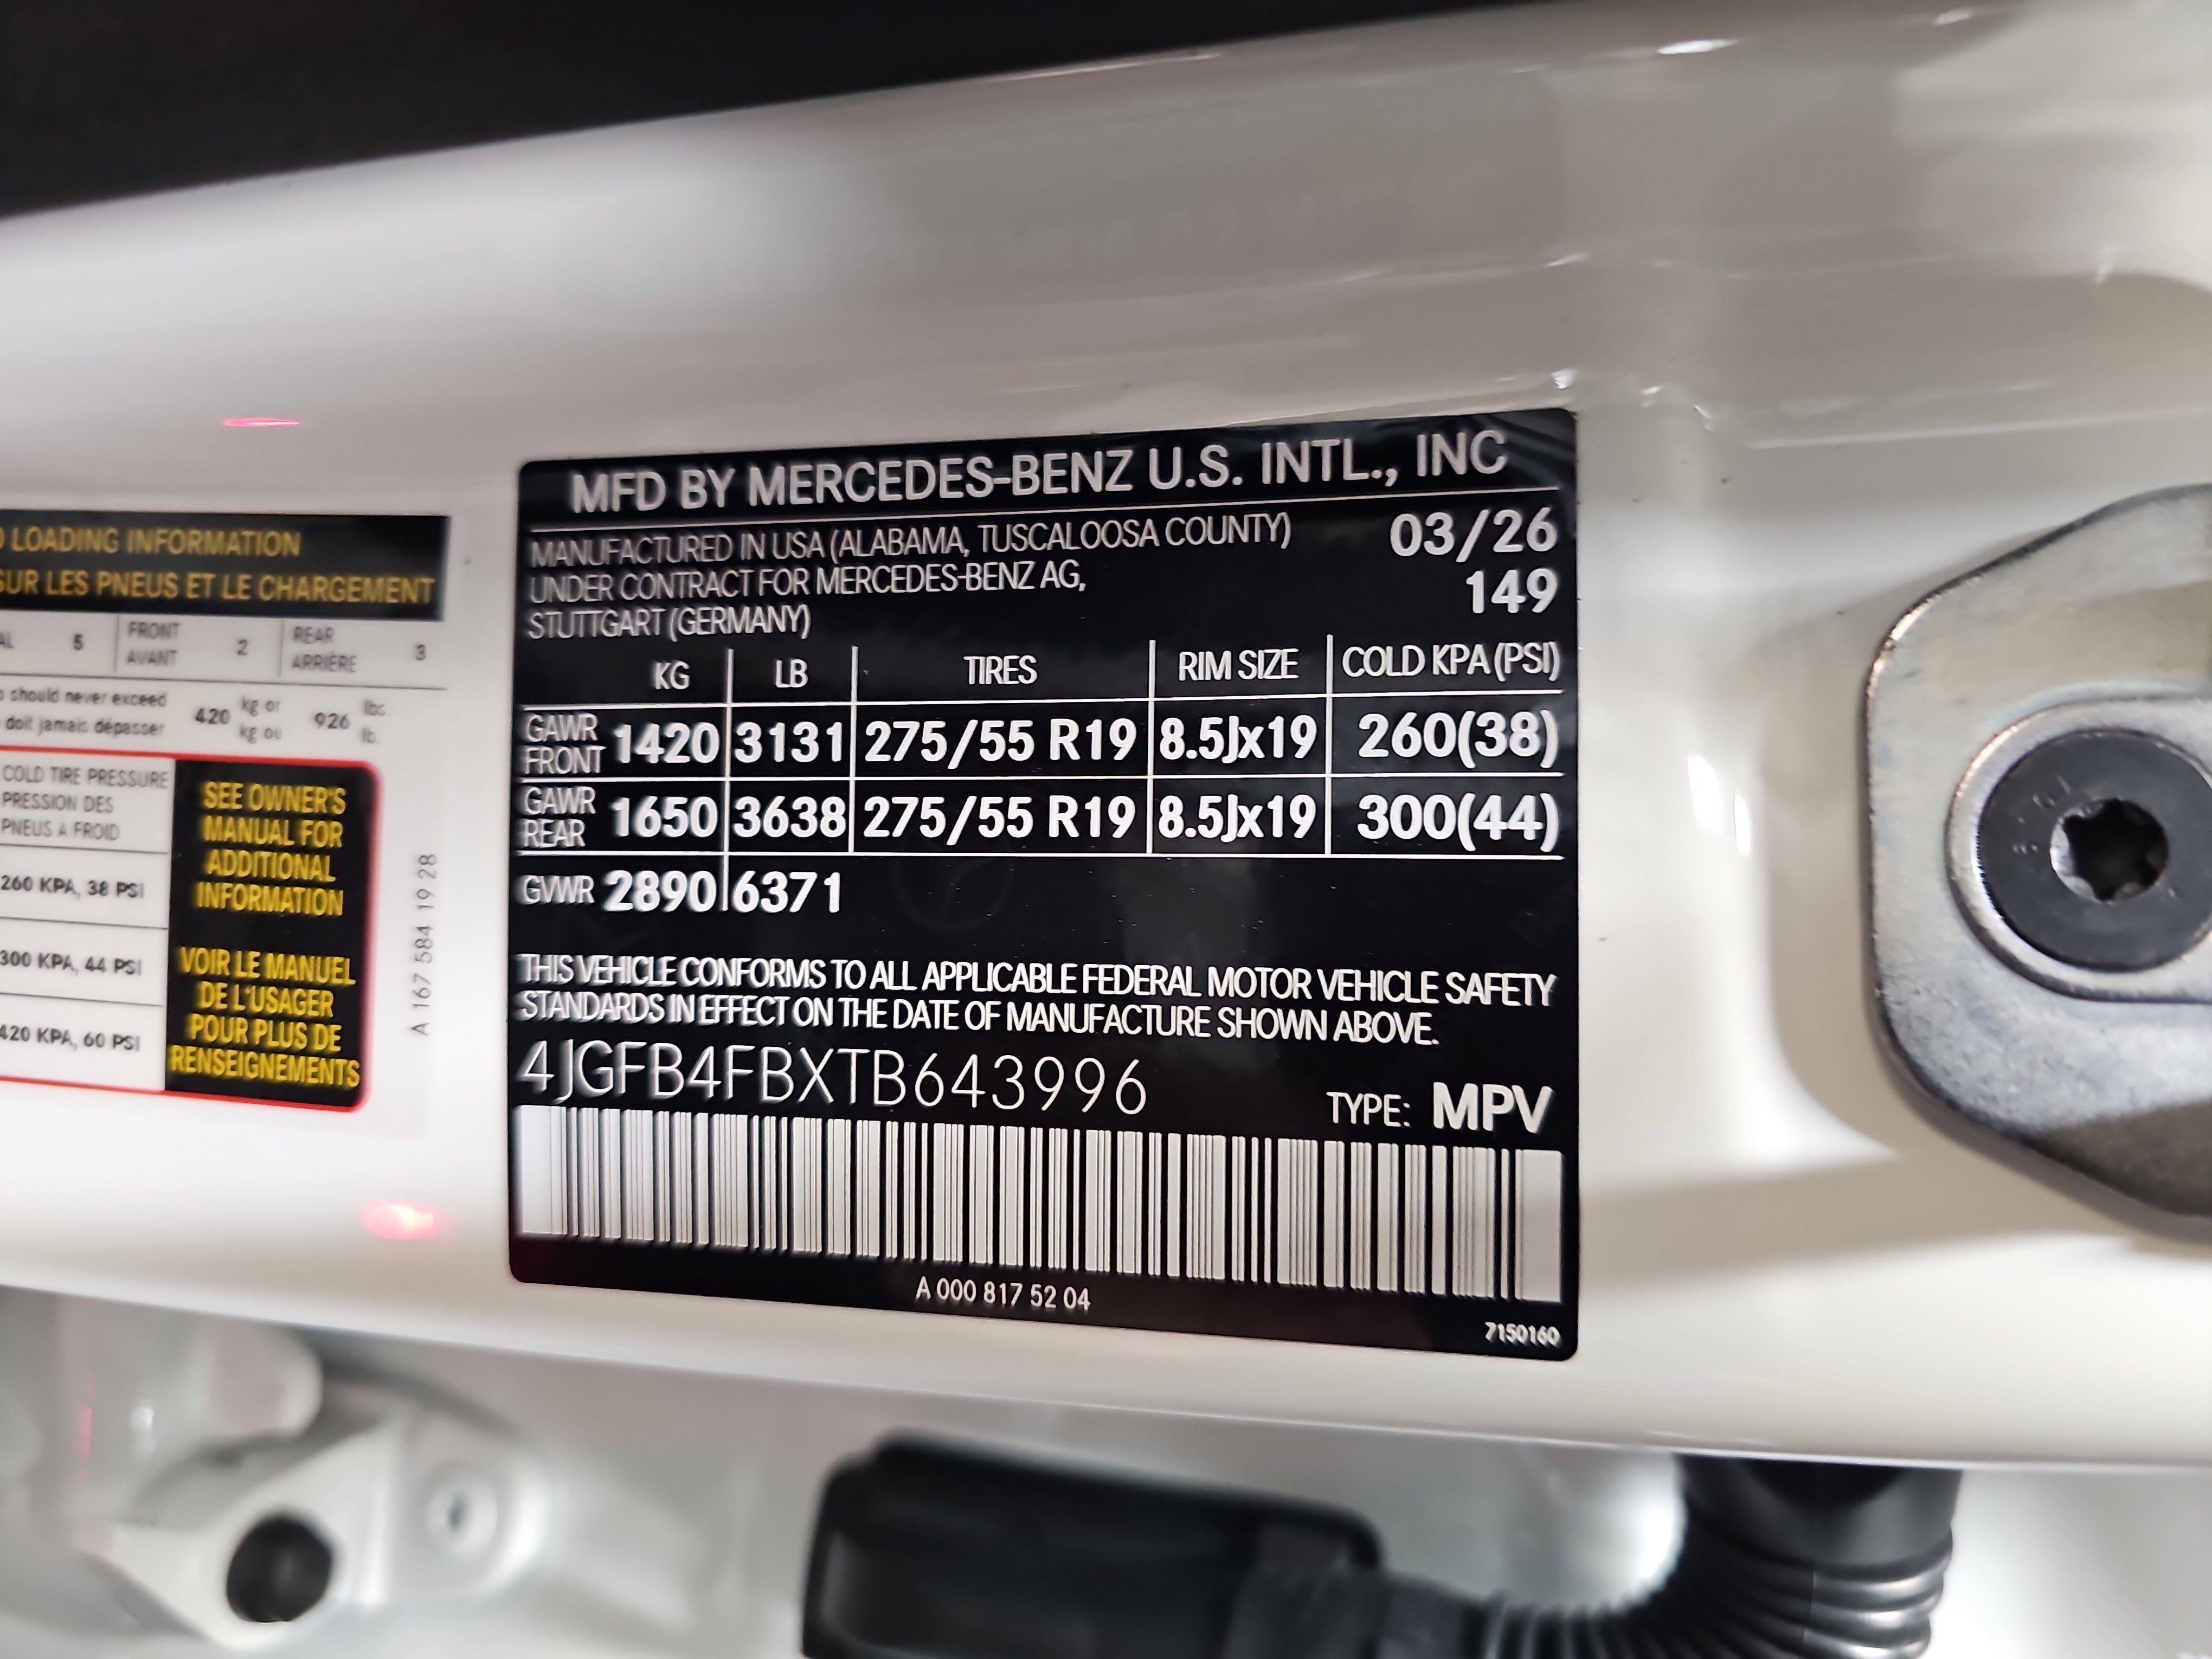 LOADING INFORMATION
SUR LES PNEUS ET LE CHARGEMENT
5 FRONT AVANT 2 REAR ARRIÈRE 3
should never exceed
doit jamais dépasser
420 kg or kg ou 926 lbs. lb.
COLD TIRE PRESSURE
PRESSION DES
PNEUS A FROID
260 KPA, 38 PSI
300 KPA, 44 PSI
420 KPA, 60 PSI
SEE OWNER'S
MANUAL FOR
ADDITIONAL
INFORMATION
VOIR LE MANUEL
DE L'USAGER
POUR PLUS DE
RENSEIGNEMENTS
A 167 584 19 28
MFD BY MERCEDES-BENZ U.S. INTL., INC
MANUFACTURED IN USA (ALABAMA, TUSCALOOSA COUNTY) 03/26
UNDER CONTRACT FOR MERCEDES-BENZ AG, 149
STUTTGART (GERMANY)
KG LB TIRES RIM SIZE COLD KPA (PSI)
GAWR FRONT 1420 3131 275/55 R19 8.5Jx19 260(38)
GAWR REAR 1650 3638 275/55 R19 8.5Jx19 300(44)
GVWR 2890 6371
THIS VEHICLE CONFORMS TO ALL APPLICABLE FEDERAL MOTOR VEHICLE SAFETY
STANDARDS IN EFFECT ON THE DATE OF MANUFACTURE SHOWN ABOVE.
4JGFB4FBXTB643996
TYPE: MPV
A 000 817 52 04
7150160